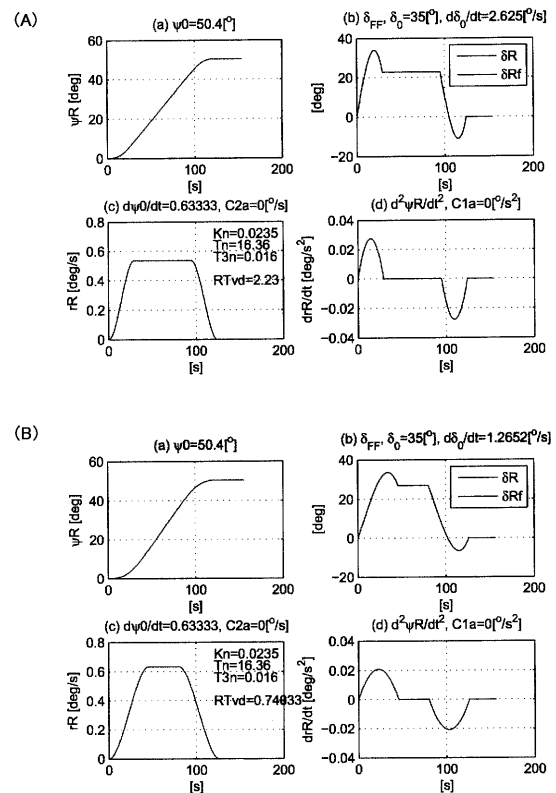 (A)
(a) ψ0=50.4[°]
60
40
20
0
ψR [deg]
0
100
200
[s]
(b) δFF, δ0=35[°], dδ0/dt=2.625[°/s]
40
20
0
−20
[deg]
δR
δRf
0
100
200
[s]
(c) dψ0/dt=0.63333, C2a=0[°/s]
0.8
0.6
0.4
0.2
0
rR [deg/s]
Kn=0.0235
Tn=16.36
T3n=0.016
RTvd=2.23
0
100
200
[s]
(d) d²ψR/dt², C1a=0[°/s²]
0.04
0.02
0
−0.02
−0.04
drR/dt [deg/s²]
0
100
200
[s]
(B)
(a) ψ0=50.4[°]
60
40
20
0
ψR [deg]
0
100
200
[s]
(b) δFF, δ0=35[°], dδ0/dt=1.2652[°/s]
40
20
0
−20
[deg]
δR
δRf
0
100
200
[s]
(c) dψ0/dt=0.63333, C2a=0[°/s]
0.8
0.6
0.4
0.2
0
rR [deg/s]
Kn=0.0235
Tn=16.36
T3n=0.016
0
100
200
[s]
(d) d²ψR/dt², C1a=0[°/s²]
0.04
0.02
0
−0.02
−0.04
drR/dt [deg/s²]
0
100
200
[s]